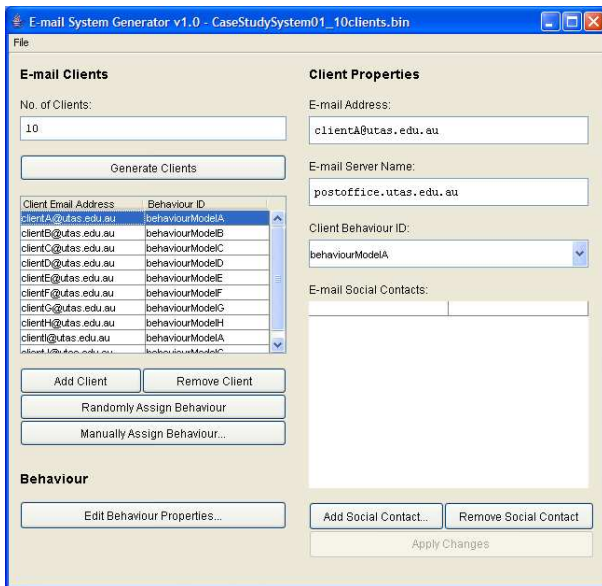 E-mail System Generator v1.0 - CaseStudySystem01_10clients.bin
File
E-mail Clients
No. of Clients:
10
Generate Clients
Client Email Address Behaviour ID
clientA@utas.edu.au behaviourModelA
clientB@utas.edu.au behaviourModelB
clientC@utas.edu.au behaviourModelC
clientD@utas.edu.au behaviourModelD
clientE@utas.edu.au behaviourModelE
clientF@utas.edu.au behaviourModelF
clientG@utas.edu.au behaviourModelG
clientH@utas.edu.au behaviourModelH
clientI@utas.edu.au behaviourModelA
clientJ@utas.edu.au behaviourModelC
Add Client Remove Client
Randomly Assign Behaviour
Manually Assign Behaviour...
Behaviour
Edit Behaviour Properties...
Client Properties
E-mail Address:
clientA@utas.edu.au
E-mail Server Name:
postoffice.utas.edu.au
Client Behaviour ID:
behaviourModelA
E-mail Social Contacts:
Add Social Contact... Remove Social Contact
Apply Changes